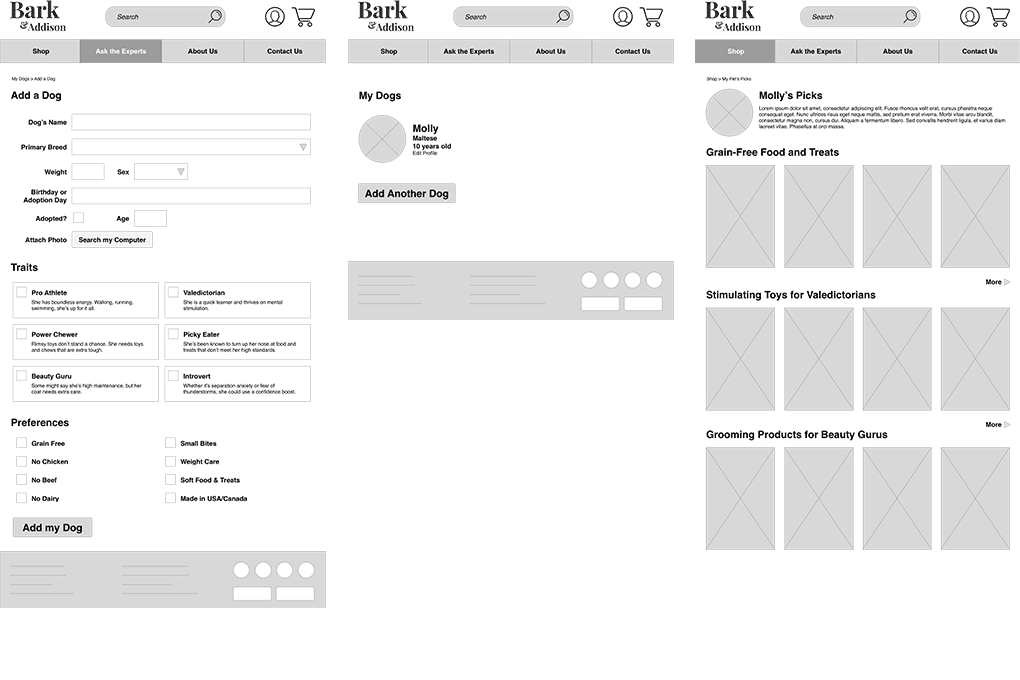 Bark
& Addison
Search
Shop
Ask the Experts
About Us
Contact Us
My Dogs > Add a Dog
Add a Dog
Dog's Name
Primary Breed
Weight
Sex
Birthday or
Adoption Day
Adopted?
Age
Attach Photo
Search my Computer
Traits
Pro Athlete
She has boundless energy. Walking, running,
swimming, she's up for it all.
Valedictorian
She is a quick learner and thrives on mental
stimulation.
Power Chewer
Flimsy toys don't stand a chance. She needs toys
and chews that are extra tough.
Picky Eater
She's been known to turn up her nose at food and
treats that don't meet her high standards.
Beauty Guru
Some might say she's high maintenance, but her
coat needs extra care.
Introvert
Whether it's separation anxiety or fear of
thunderstorms, she could use a confidence boost.
Preferences
Grain Free
Small Bites
No Chicken
Weight Care
No Beef
Soft Food & Treats
No Dairy
Made in USA/Canada
Add my Dog
Bark
& Addison
Search
Shop
Ask the Experts
About Us
Contact Us
My Dogs
Molly
Maltese
10 years old
Edit Profile
Add Another Dog
Bark
& Addison
Search
Shop
Ask the Experts
About Us
Contact Us
Shop > My Pet's Picks
Molly's Picks
Lorem ipsum dolor sit amet, consectetur adipiscing elit. Fusce rhoncus velit erat, cursus pharetra neque
consequat eget. Nunc ultrices risus eget neque mattis, sed pretium erat viverra. Morbi vitae arcu blandit,
consectetur magna non, cursus dui. Aliquam a fermentum libero. Sed convallis hendrerit ligula, et varius diam
laoreet vitae. Phasellus at orci massa.
Grain-Free Food and Treats
More
Stimulating Toys for Valedictorians
More
Grooming Products for Beauty Gurus